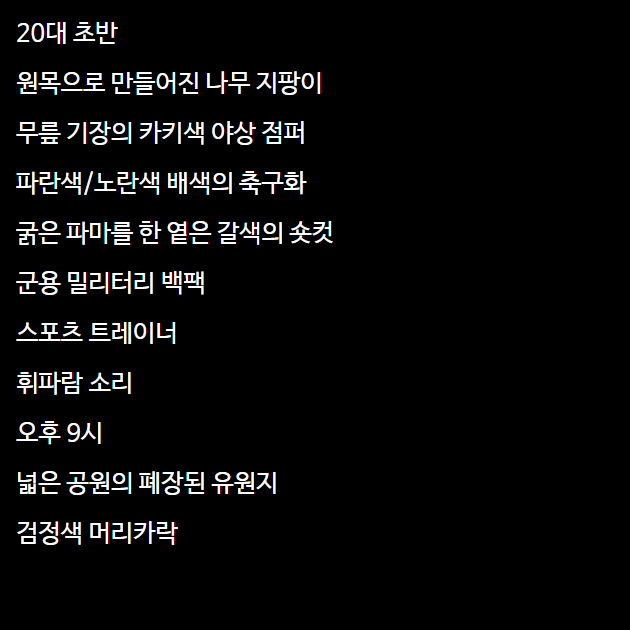 20대 초반
원목으로 만들어진 나무 지팡이
무릎 기장의 카키색 야상 점퍼
파란색/노란색 배색의 축구화
굵은 파마를 한 옅은 갈색의 숏컷
군용 밀리터리 백팩
스포츠 트레이너
휘파람 소리
오후 9시
넓은 공원의 폐장된 유원지
검정색 머리카락